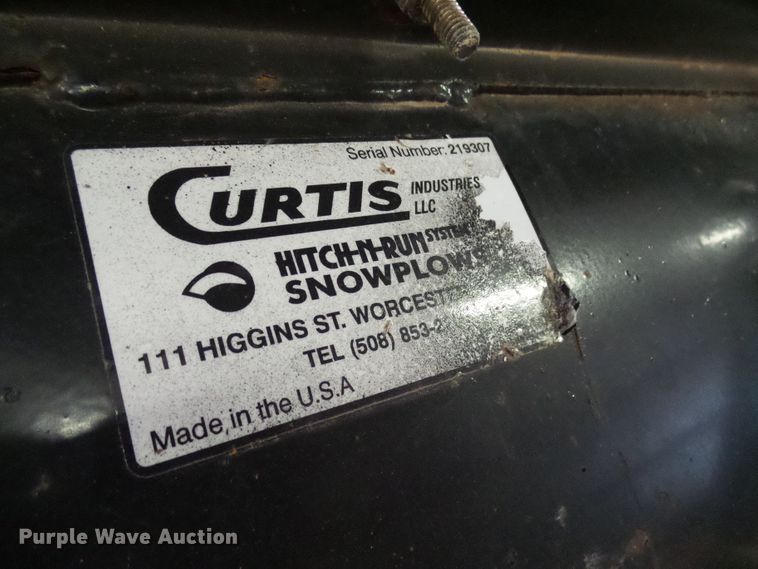 Serial Number: 219307
CURTIS INDUSTRIES LLC
HITCH-N-RUN SYSTEM
SNOWPLOWS
111 HIGGINS ST.
TEL (508) 853-2
Made in the U.S.A
Purple Wave Auction